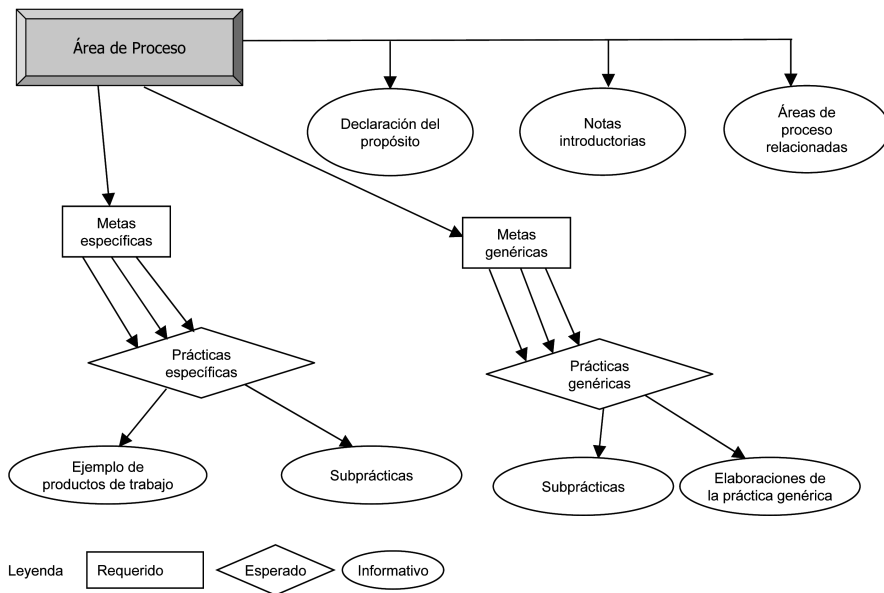 Área de Proceso
Declaración del
propósito
Notas
introductorias
Áreas de
proceso
relacionadas
Metas
específicas
Metas
genéricas
Prácticas
específicas
Prácticas
genéricas
Ejemplo de
productos de trabajo
Subprácticas
Subprácticas
Elaboraciones de
la práctica genérica
Leyenda
Requerido
Esperado
Informativo